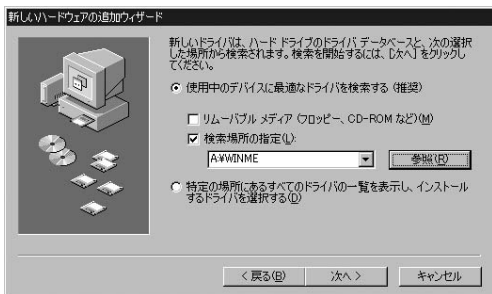 新しいハードウェアの追加ウィザード
新しいドライバは、ハード ドライブのドライバ データベースと、次の選択
した場所から検索されます。検索を開始するには、[次へ] をクリックし
てください。
使用中のデバイスに最適なドライバを検索する (推奨)
リムーバブル メディア (フロッピー、CD-ROM など)(M)
検索場所の指定(L):
A:¥WINME
参照(R)
特定の場所にあるすべてのドライバの一覧を表示し、インストール
するドライバを選択する(D)
< 戻る(B)
次へ >
キャンセル